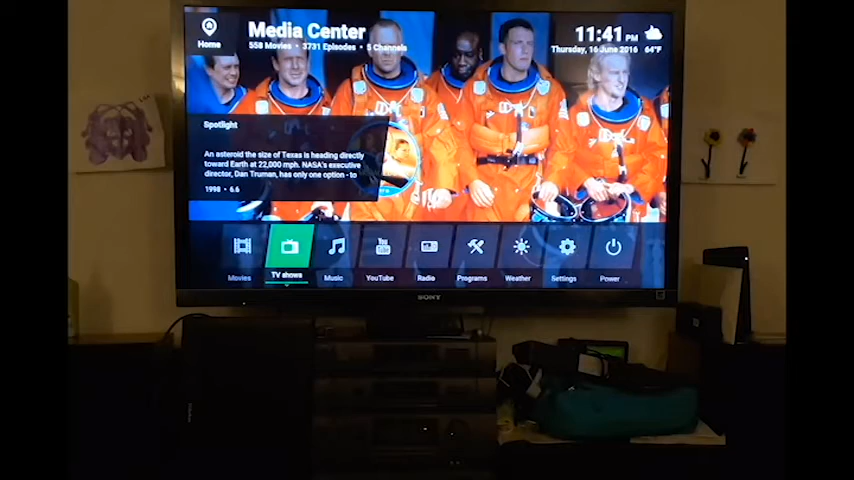 Media Center
558 Movies • 3731 Episodes • 5 Channels
Home
11:41 PM
Thursday, 16 June 2016 64°F
Spotlight
An asteroid the size of Texas is heading directly
toward Earth at 22,000 mph. NASA's executive
director, Dan Truman, has only one option - to
1998 • 6.6
You
Movies TV shows Music YouTube Radio Programs Weather Settings Power
SONY